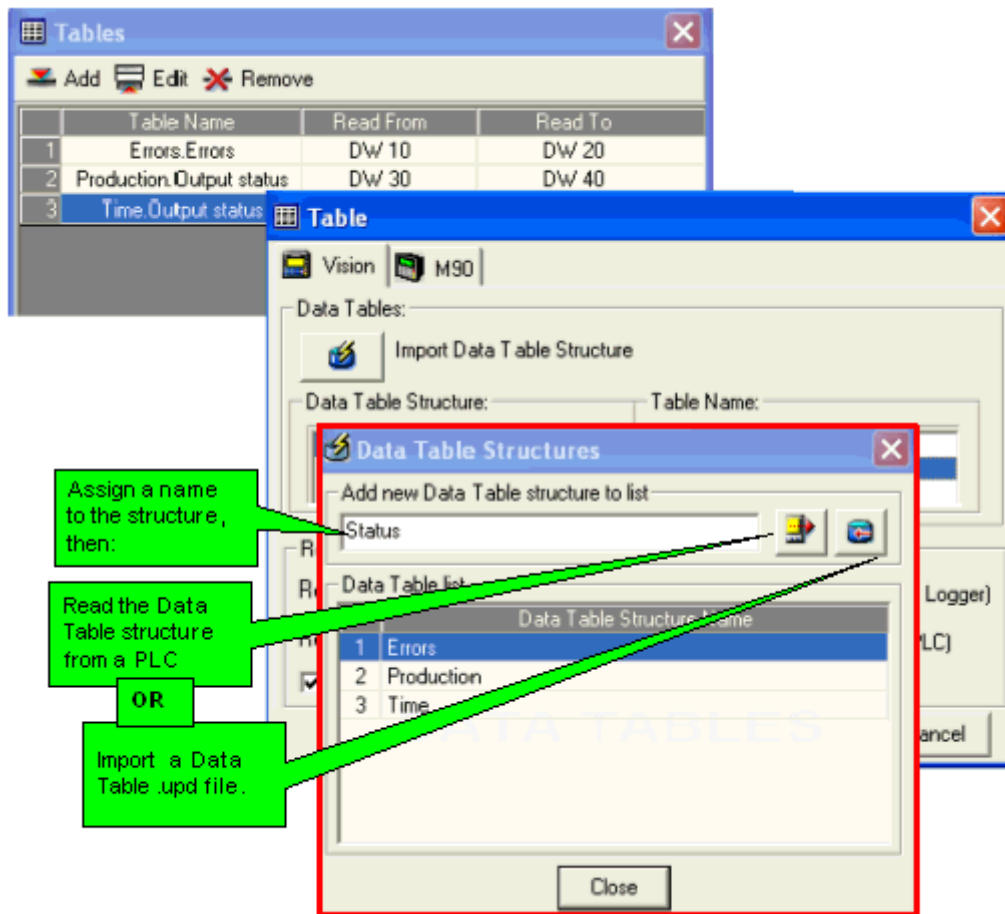 Tables
Add Edit Remove
Table Name Read From Read To
1 Errors.Errors DW 10 DW 20
2 Production.Output status DW 30 DW 40
3 Time.Output status
Table
Vision M90
Data Tables:
Import Data Table Structure
Data Table Structure: Table Name:
Data Table Structures
Add new Data Table structure to list
Status
Data Table list
Data Table Structure Name
1 Errors
2 Production
3 Time
DATA TABLES
Close
Logger)
PLC)
ancel
Assign a name
to the structure,
then:
Read the Data
Table structure
from a PLC
OR
Import a Data
Table .upd file.